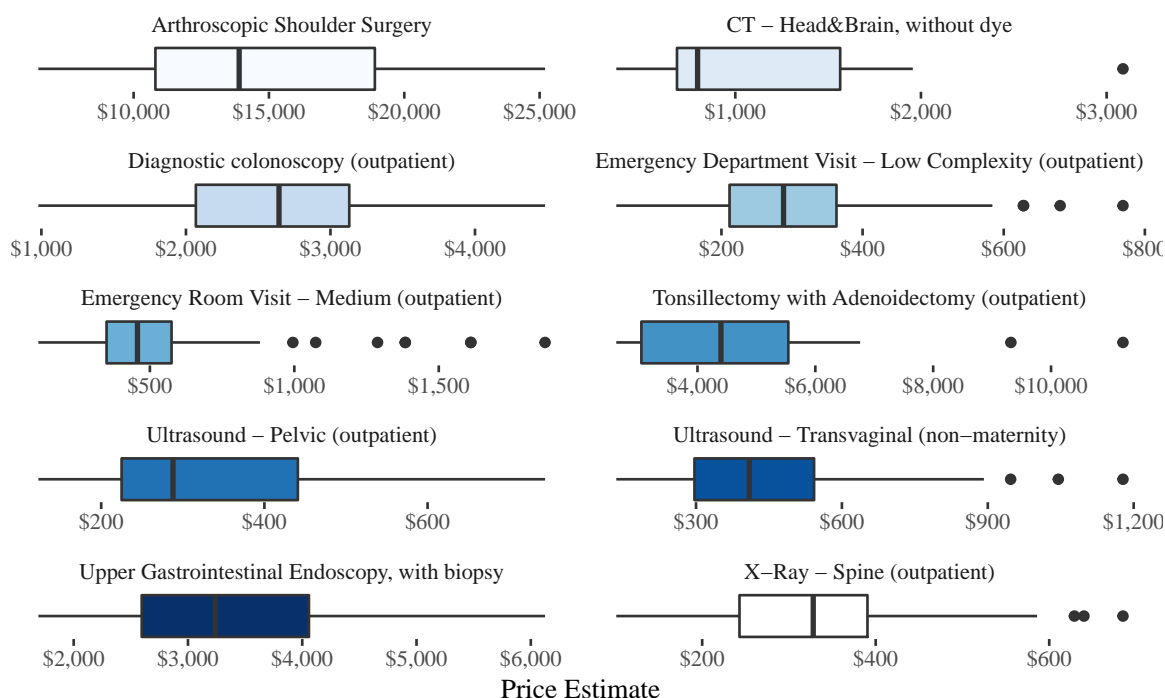 Arthroscopic Shoulder Surgery
CT – Head&Brain, without dye
$10,000 $15,000 $20,000 $25,000
$1,000 $2,000 $3,000
Diagnostic colonoscopy (outpatient)
Emergency Department Visit – Low Complexity (outpatient)
$1,000 $2,000 $3,000 $4,000
$200 $400 $600 $800
Emergency Room Visit – Medium (outpatient)
Tonsillectomy with Adenoidectomy (outpatient)
$500 $1,000 $1,500
$4,000 $6,000 $8,000 $10,000
Ultrasound – Pelvic (outpatient)
Ultrasound – Transvaginal (non−maternity)
$200 $400 $600
$300 $600 $900 $1,200
Upper Gastrointestinal Endoscopy, with biopsy
X−Ray – Spine (outpatient)
$2,000 $3,000 $4,000 $5,000 $6,000
$200 $400 $600
Price Estimate